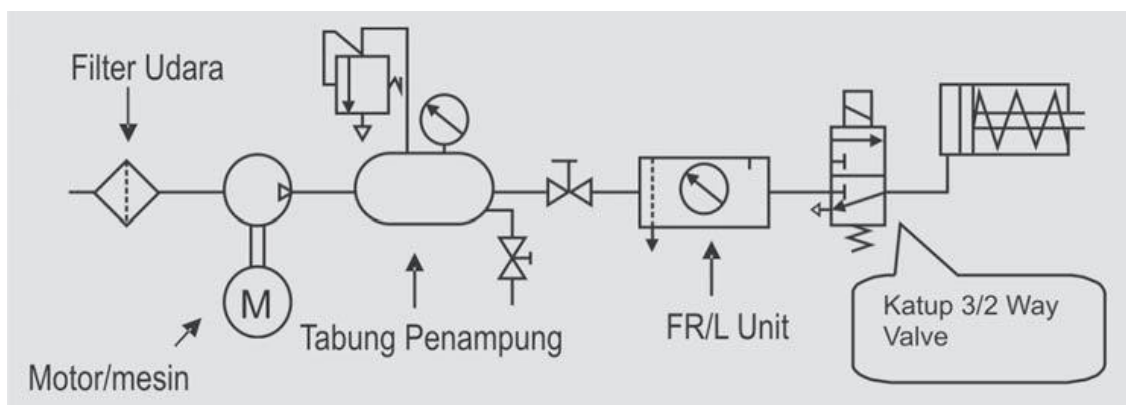 Filter Udara
M
Motor/mesin
Tabung Penampung
FR/L Unit
Katup 3/2 Way
Valve